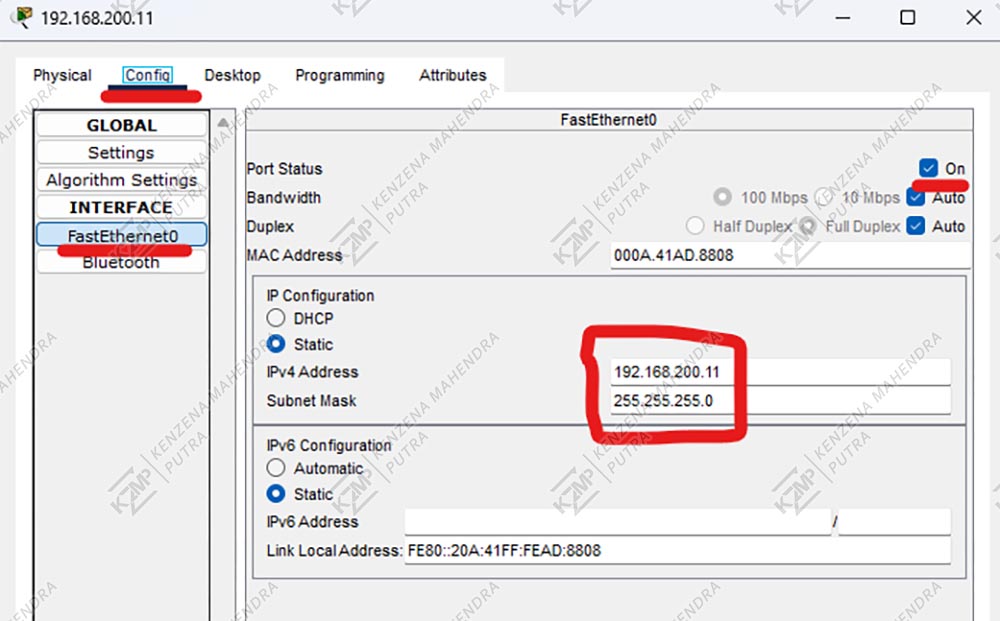 192.168.200.11
Physical Config Desktop Programming Attributes
GLOBAL
Settings
Algorithm Settings
INTERFACE
FastEthernet0
Bluetooth
FastEthernet0
Port Status On
Bandwidth 100 Mbps 10 Mbps Auto
Duplex Half Duplex Full Duplex Auto
MAC Address 000A.41AD.8808
IP Configuration
DHCP
Static
IPv4 Address 192.168.200.11
Subnet Mask 255.255.255.0
IPv6 Configuration
Automatic
Static
IPv6 Address /
Link Local Address: FE80::20A:41FF:FEAD:8808
KZMP KENZENA MAHENDRA
PUTRA